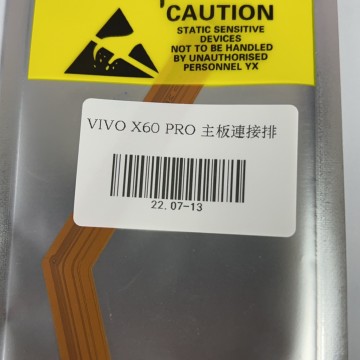 CAUTION
STATIC SENSITIVE
DEVICES
NOT TO BE HANDLED
BY UNAUTHORISED
PERSONNEL YX
VIVO X60 PRO 主板連接排
22.07-13